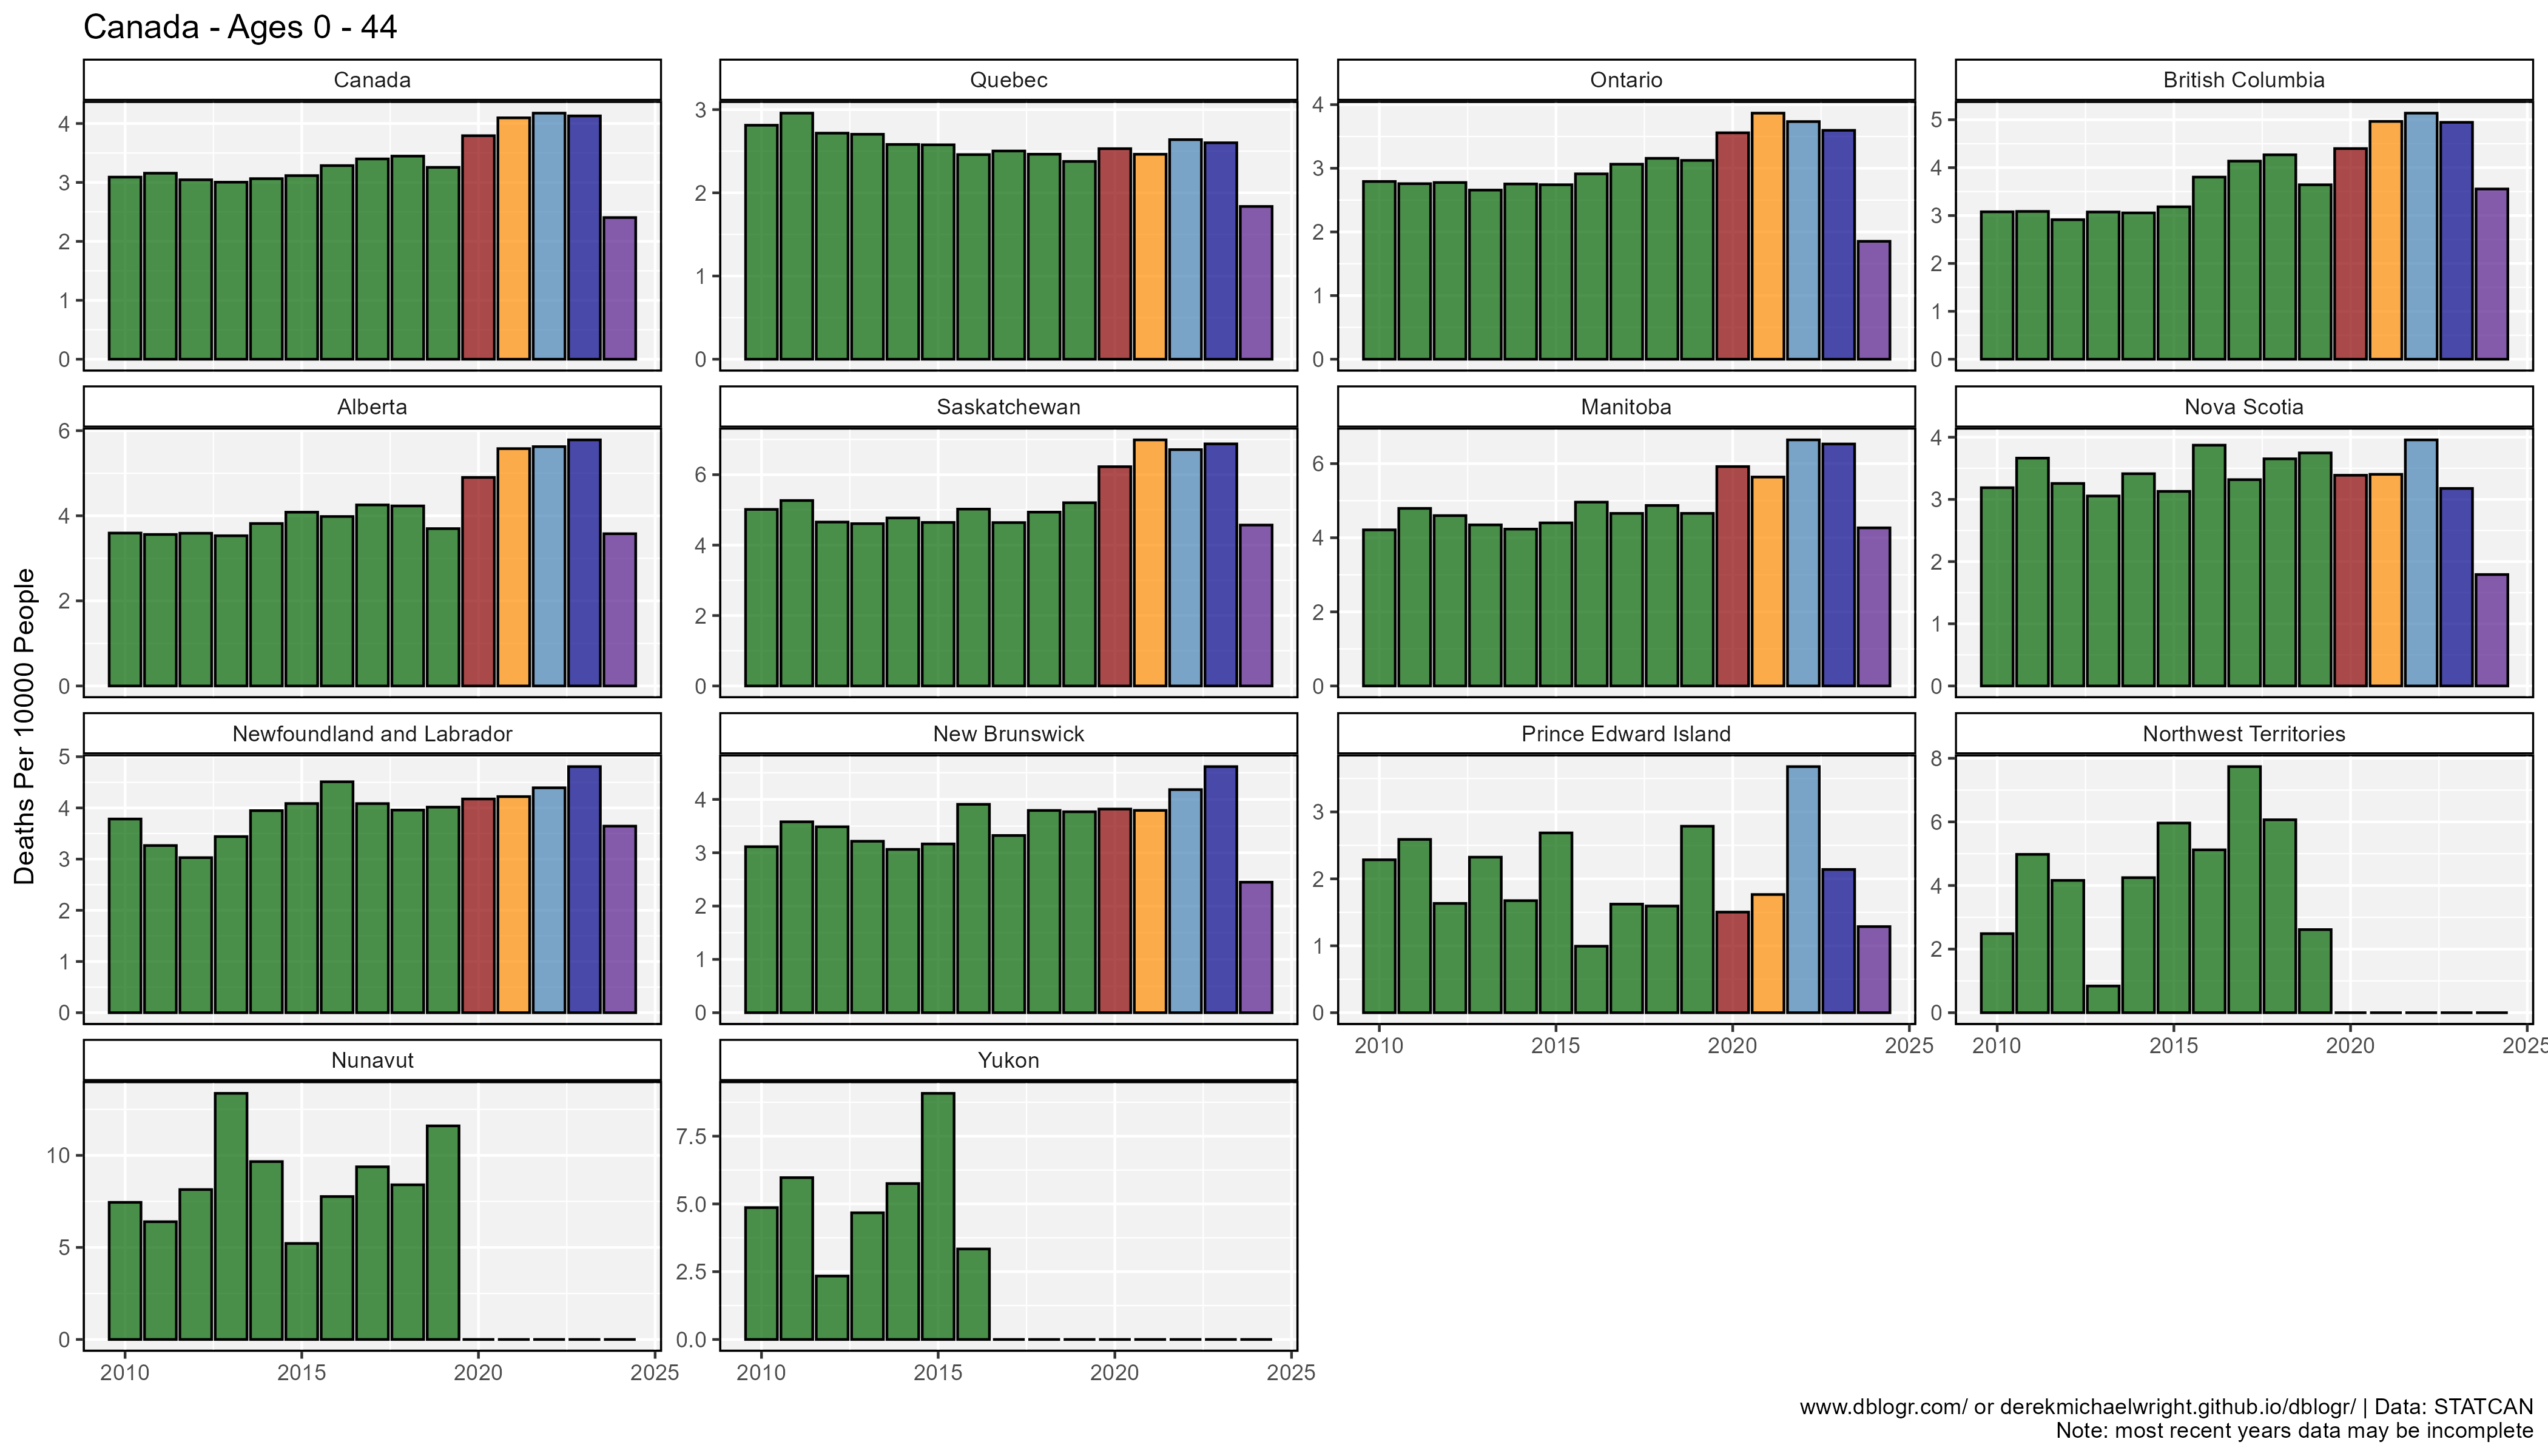 Canada - Ages 0 - 44
Deaths Per 10000 People
Canada
4
3
2
1
0
Quebec
3
2
1
0
Ontario
4
3
2
1
0
British Columbia
5
4
3
2
1
0
Alberta
6
4
2
0
Saskatchewan
6
4
2
0
Manitoba
6
4
2
0
Nova Scotia
4
3
2
1
0
Newfoundland and Labrador
5
4
3
2
1
0
New Brunswick
4
3
2
1
0
Prince Edward Island
3
2
1
0
2010 2015 2020 2025
Northwest Territories
8
6
4
2
0
2010 2015 2020 2025
Nunavut
10
5
0
2010 2015 2020 2025
Yukon
7.5
5.0
2.5
0.0
2010 2015 2020 2025
www.dblogr.com/ or derekmichaelwright.github.io/dblogr/ | Data: STATCAN
Note: most recent years data may be incomplete